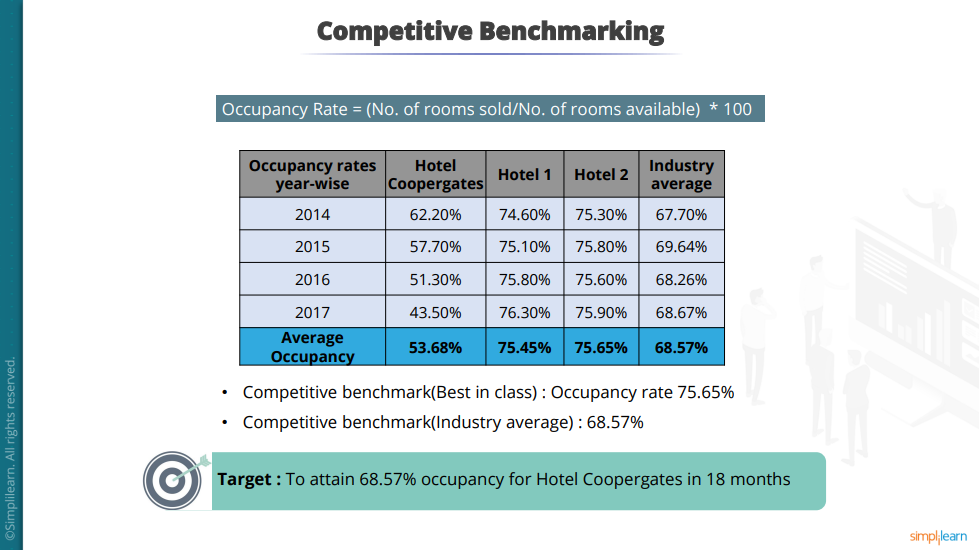 Competitive Benchmarking
Occupancy Rate = (No. of rooms sold/No. of rooms available) * 100
Occupancy rates year-wise Hotel Coopergates Hotel 1 Hotel 2 Industry average
2014 62.20% 74.60% 75.30% 67.70%
2015 57.70% 75.10% 75.80% 69.64%
2016 51.30% 75.80% 75.60% 68.26%
2017 43.50% 76.30% 75.90% 68.67%
Average Occupancy 53.68% 75.45% 75.65% 68.57%
• Competitive benchmark(Best in class) : Occupancy rate 75.65%
• Competitive benchmark(Industry average) : 68.57%
Target : To attain 68.57% occupancy for Hotel Coopergates in 18 months
©Simplilearn. All rights reserved.
simplilearn